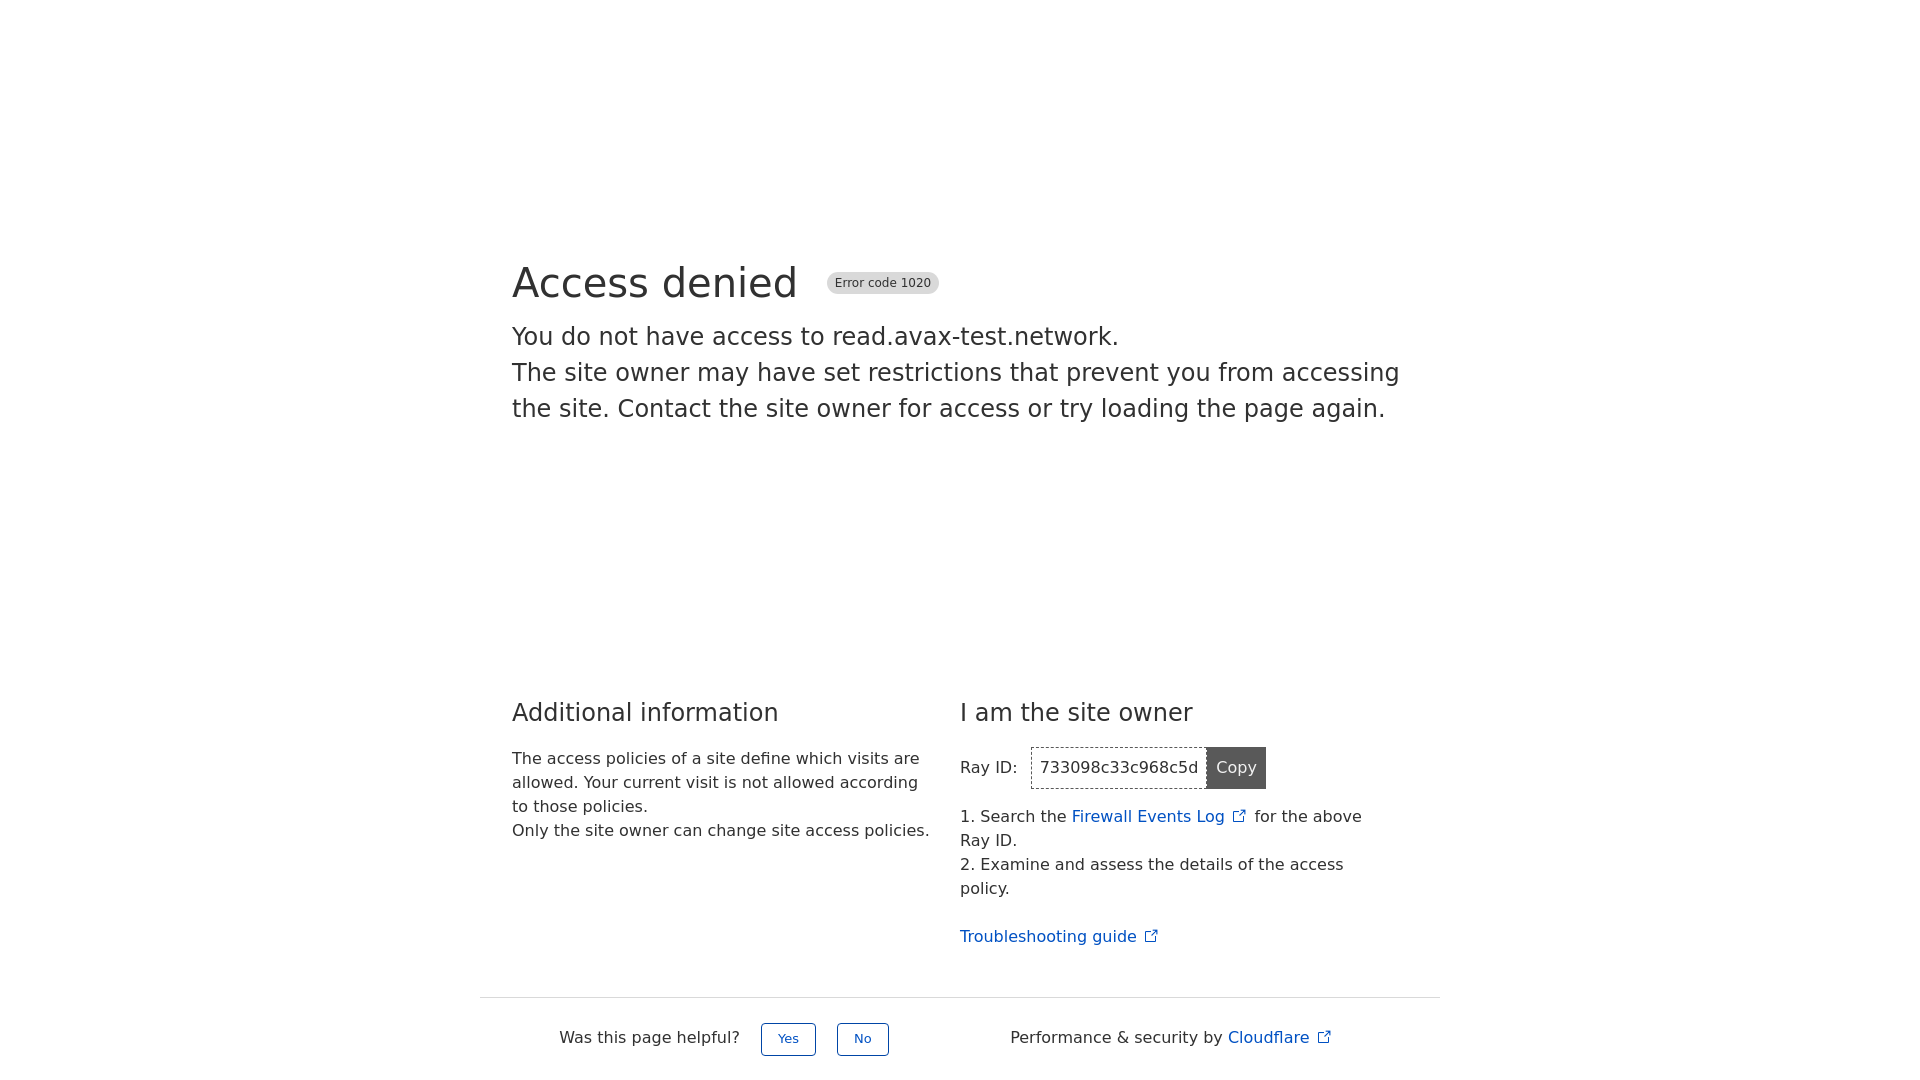 Access denied Error code 1020
You do not have access to read.avax-test.network.
The site owner may have set restrictions that prevent you from accessing
the site. Contact the site owner for access or try loading the page again.
Additional information
The access policies of a site define which visits are
allowed. Your current visit is not allowed according
to those policies.
Only the site owner can change site access policies.
I am the site owner
Ray ID: 733098c33c968c5d Copy
1. Search the Firewall Events Log for the above
Ray ID.
2. Examine and assess the details of the access
policy.
Troubleshooting guide
Was this page helpful? Yes No
Performance & security by Cloudflare